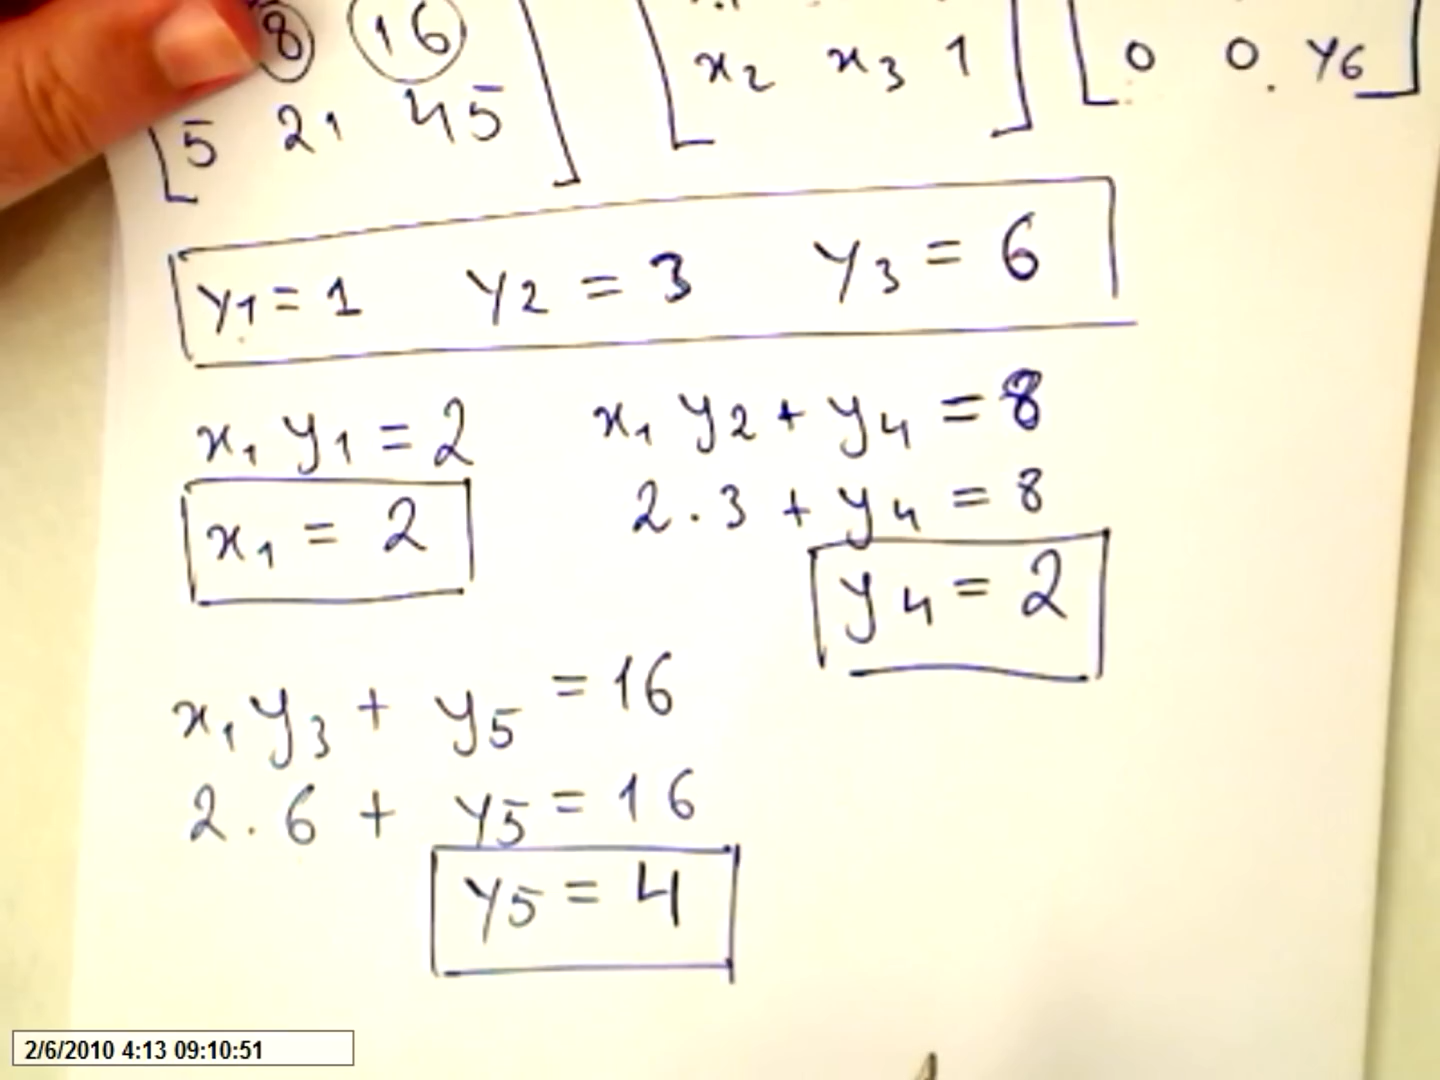 8 16
x2 x3 1
0 0 y6
5 21 45
y1 = 1 y2 = 3 y3 = 6
x1 y1 = 2 x1 y2 + y4 = 8
x1 = 2 2 . 3 + y4 = 8
y4 = 2
x1 y3 + y5 = 16
2 . 6 + y5 = 16
y5 = 4
2/6/2010 4:13 09:10:51